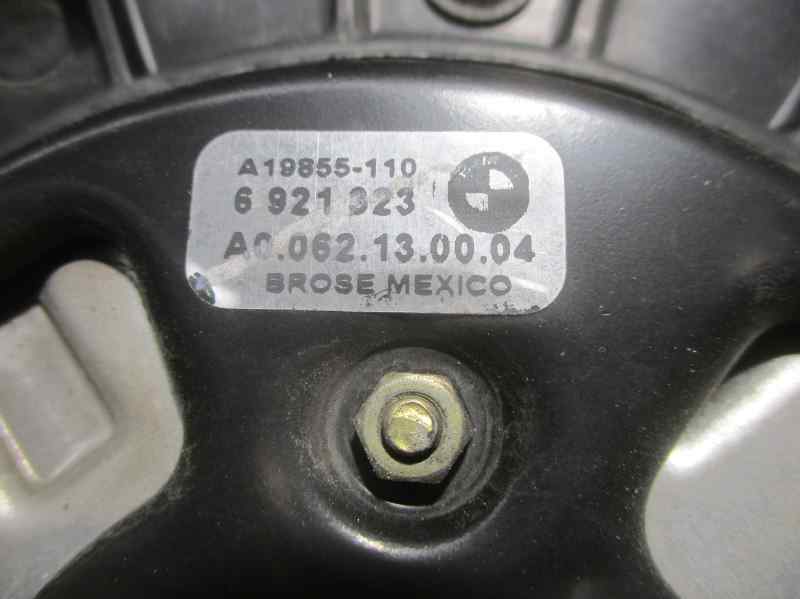 A19855-110
6 921 323
A0.062.13.00.04
BROSE MEXICO